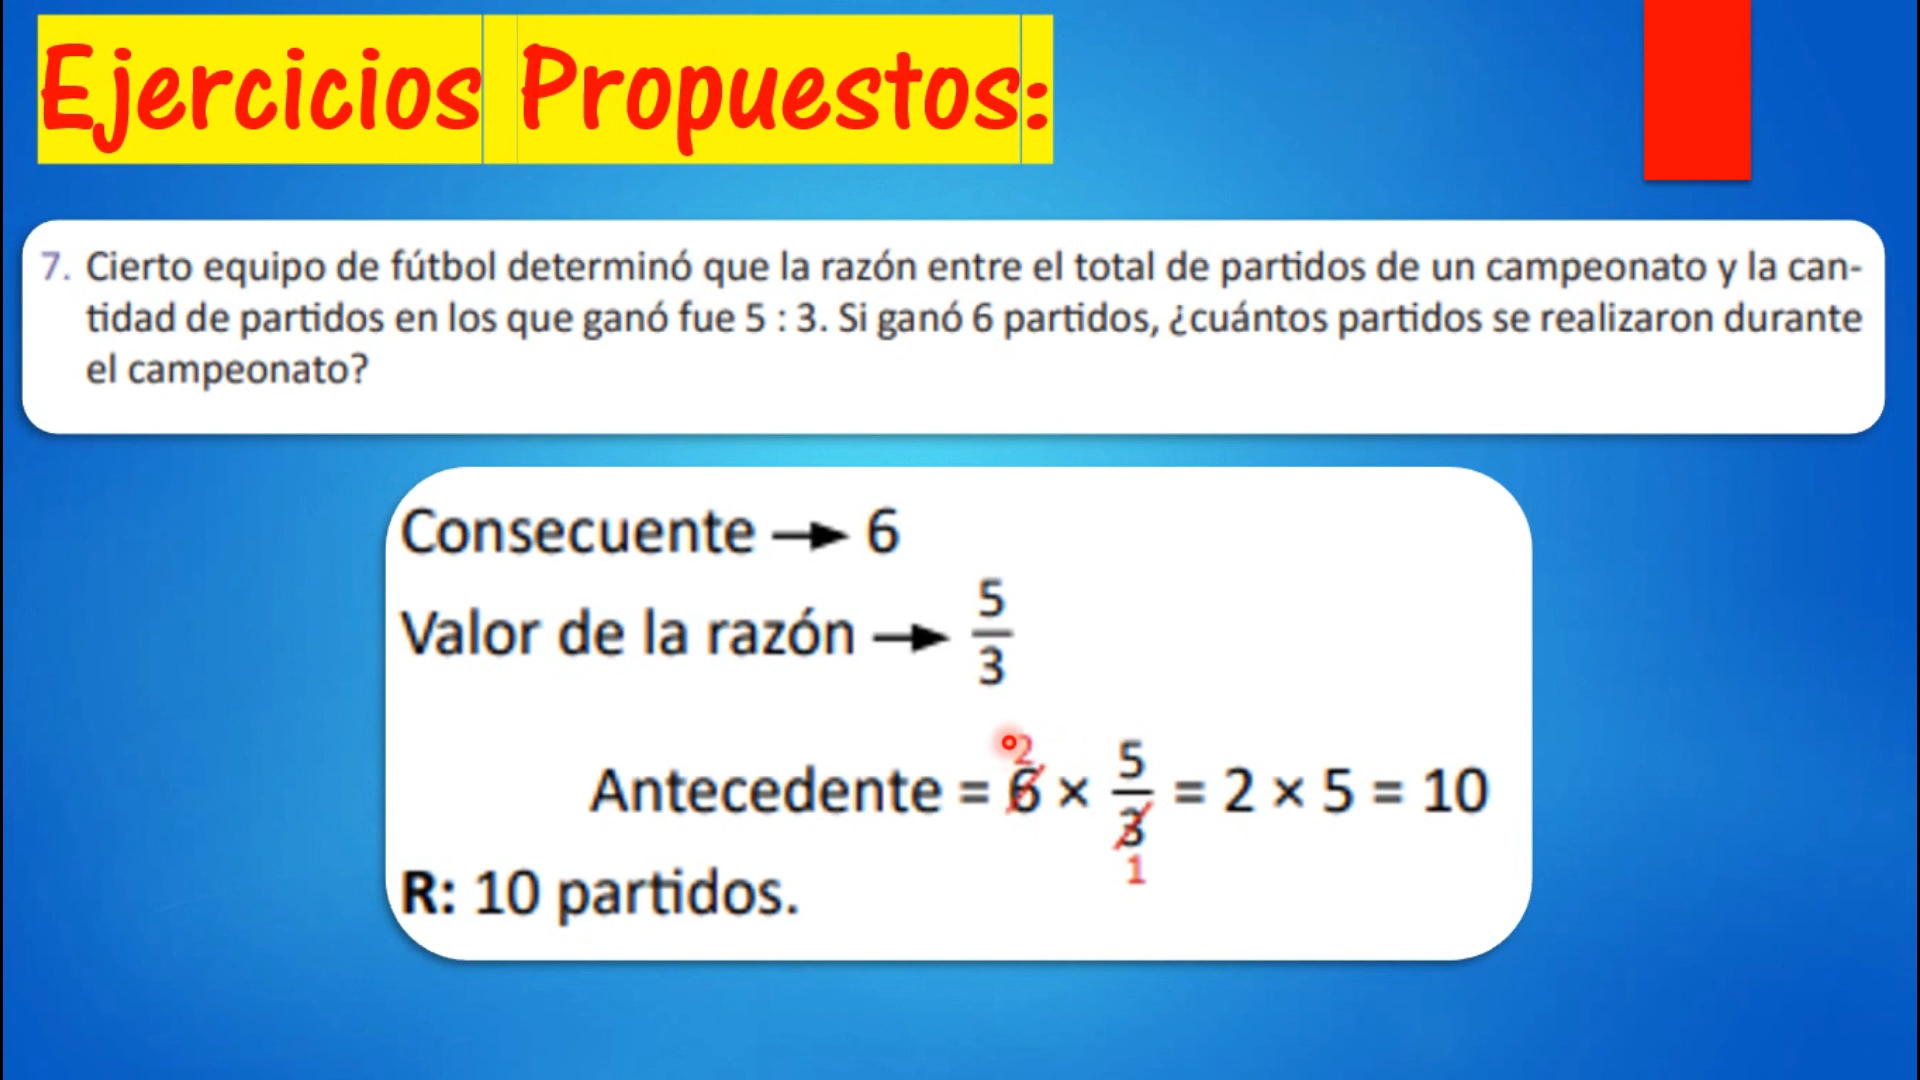 Ejercicios Propuestos:
7. Cierto equipo de fútbol determinó que la razón entre el total de partidos de un campeonato y la can-
tidad de partidos en los que ganó fue 5 : 3. Si ganó 6 partidos, ¿cuántos partidos se realizaron durante
el campeonato?
Consecuente → 6
Valor de la razón → 5/3
2
Antecedente = 6 × 5/3 = 2 × 5 = 10
1
R: 10 partidos.